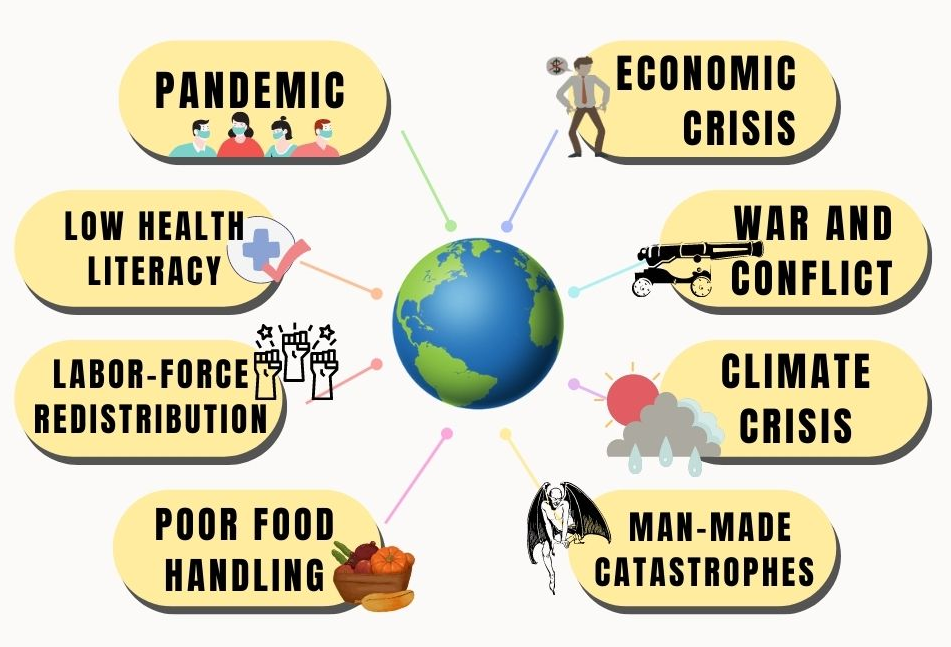 PANDEMIC
ECONOMIC
CRISIS
LOW HEALTH
LITERACY
WAR AND
CONFLICT
LABOR-FORCE
REDISTRIBUTION
CLIMATE
CRISIS
POOR FOOD
HANDLING
MAN-MADE
CATASTROPHES